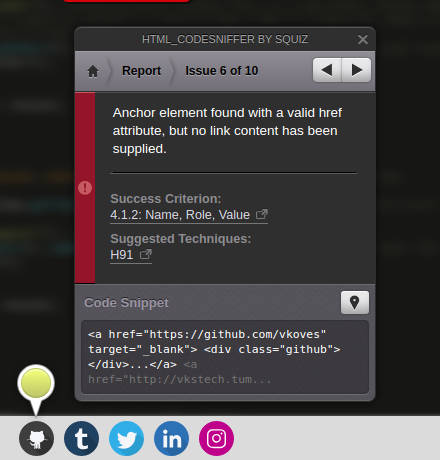 HTML_CODESNIFFER BY SQUIZ
Report
Issue 6 of 10
Anchor element found with a valid href
attribute, but no link content has been
supplied.
Success Criterion:
4.1.2: Name, Role, Value
Suggested Techniques:
H91
Code Snippet
<a href="https://github.com/vkoves"
target="_blank"> <div class="github">
</div>...</a> <a
href="http://vkstech.tum...